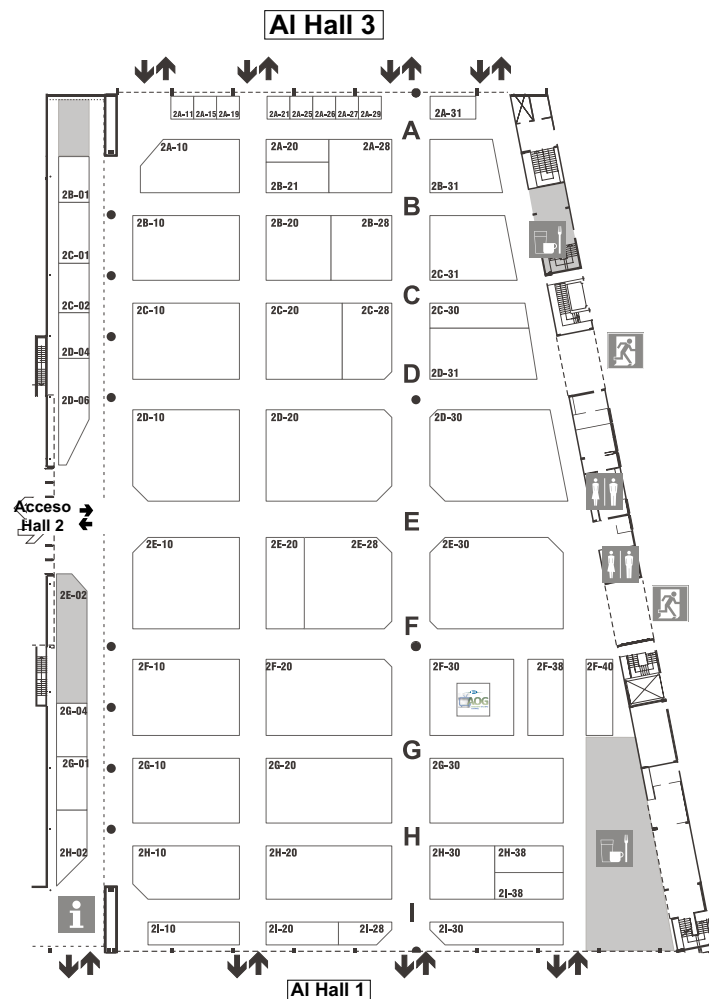 Al Hall 3
2A-11 2A-15 2A-19 2A-21 2A-25 2A-26 2A-27 2A-29 2A-31
A
2A-10 2A-20 2A-28
2B-21 2B-31
2B-01
B
2B-10 2B-20 2B-28
2C-01
2C-31
C
2C-02 2C-10 2C-20 2C-28 2C-30
2D-04
D
2D-31
2D-06
2D-10 2D-20 2D-30
Acceso
Hall 2
E
2E-10 2E-20 2E-28 2E-30
2E-02
F
2F-10 2F-20 2F-30 2F-38 2F-40
AOG
2G-04
G
2G-01 2G-10 2G-20 2G-30
H
2H-02 2H-10 2H-20 2H-30 2H-38
2I-38
i
I
2I-10 2I-20 2I-28 2I-30
Al Hall 1